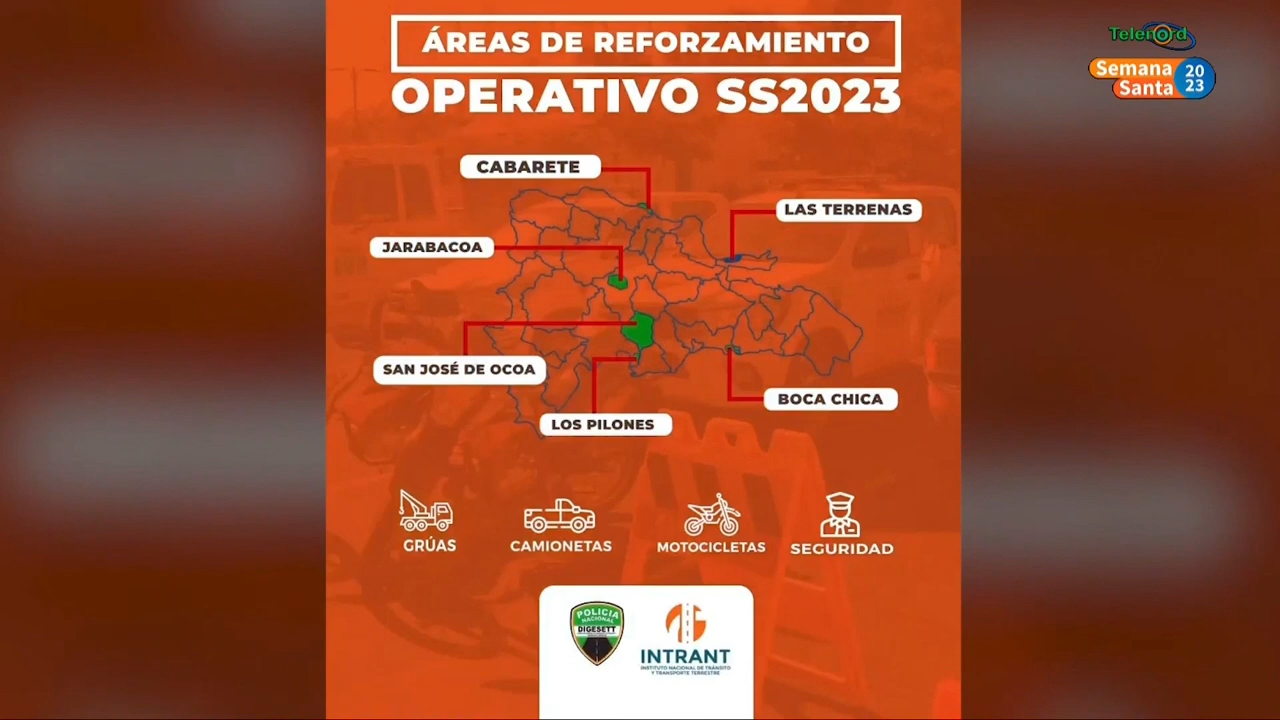 ÁREAS DE REFORZAMIENTO
OPERATIVO SS2023
Telenord
Semana
Santa
20
23
CABARETE
LAS TERRENAS
JARABACOA
SAN JOSÉ DE OCOA
BOCA CHICA
LOS PILONES
GRÚAS
CAMIONETAS
MOTOCICLETAS
SEGURIDAD
POLICIA
NACIONAL
DIGESETT
INTRANT
INSTITUTO NACIONAL DE TRÁNSITO
Y TRANSPORTE TERRESTRE